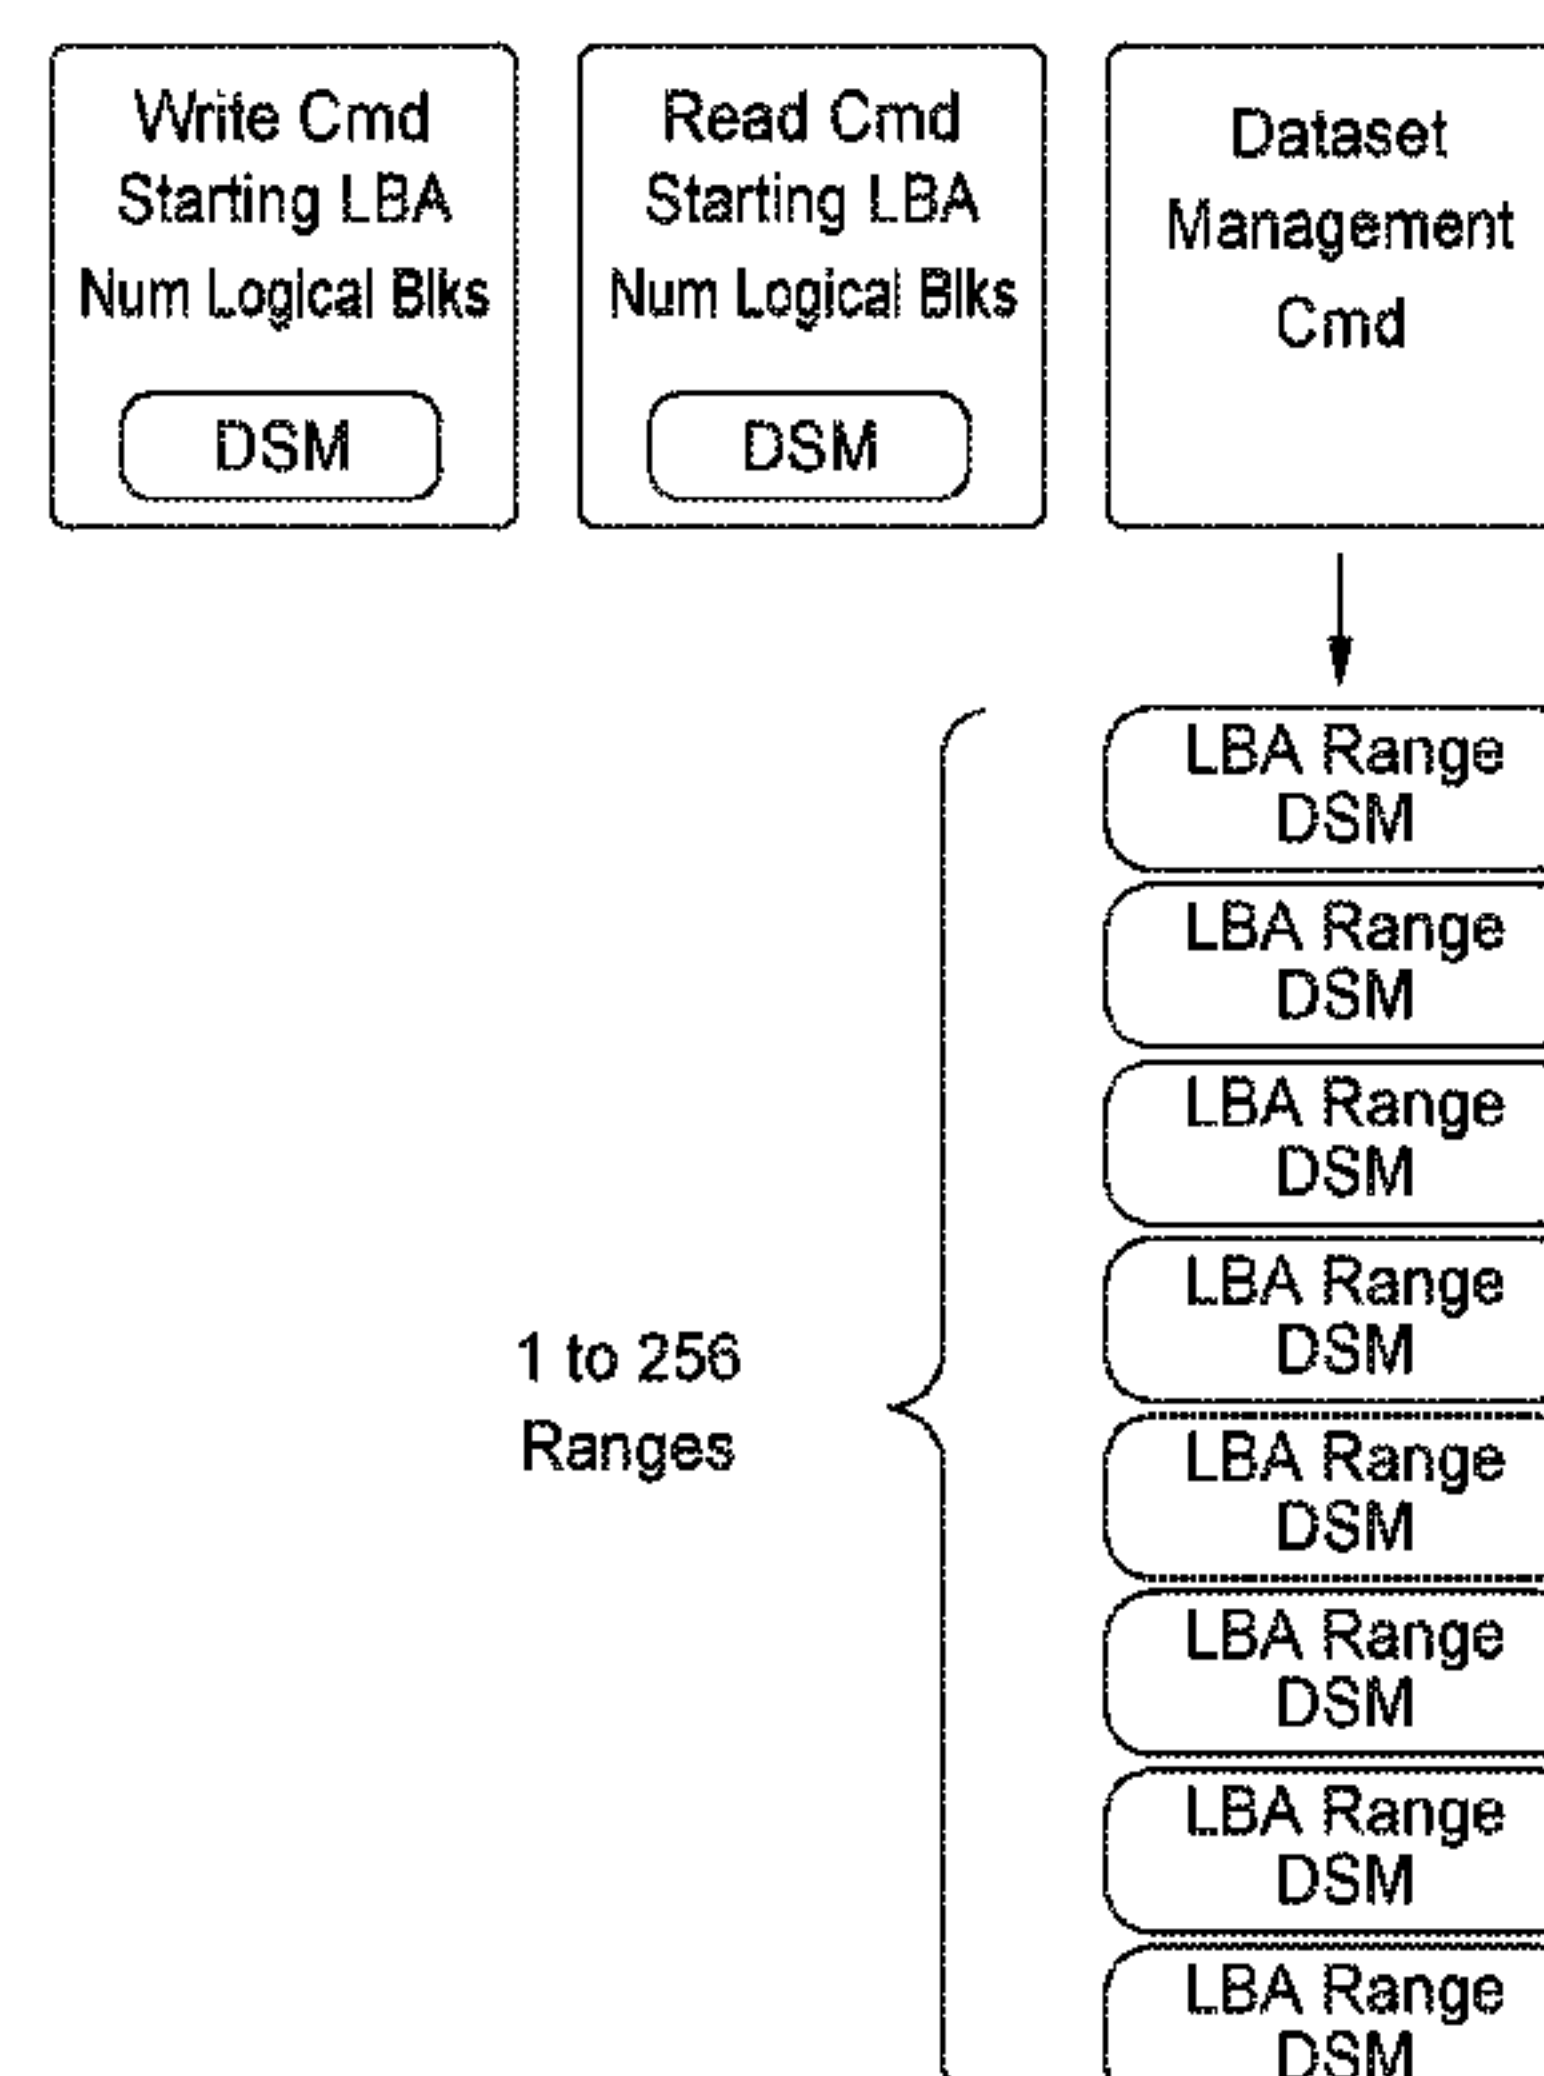 Write Cmd
Starting LBA
Num Logical Blks
DSM
Read Cmd
Starting LBA
Num Logical Blks
DSM
Dataset
Management
Cmd
LBA Range
DSM
LBA Range
DSM
LBA Range
DSM
LBA Range
DSM
1 to 256
Ranges
LBA Range
DSM
LBA Range
DSM
LBA Range
DSM
LBA Range
DSM